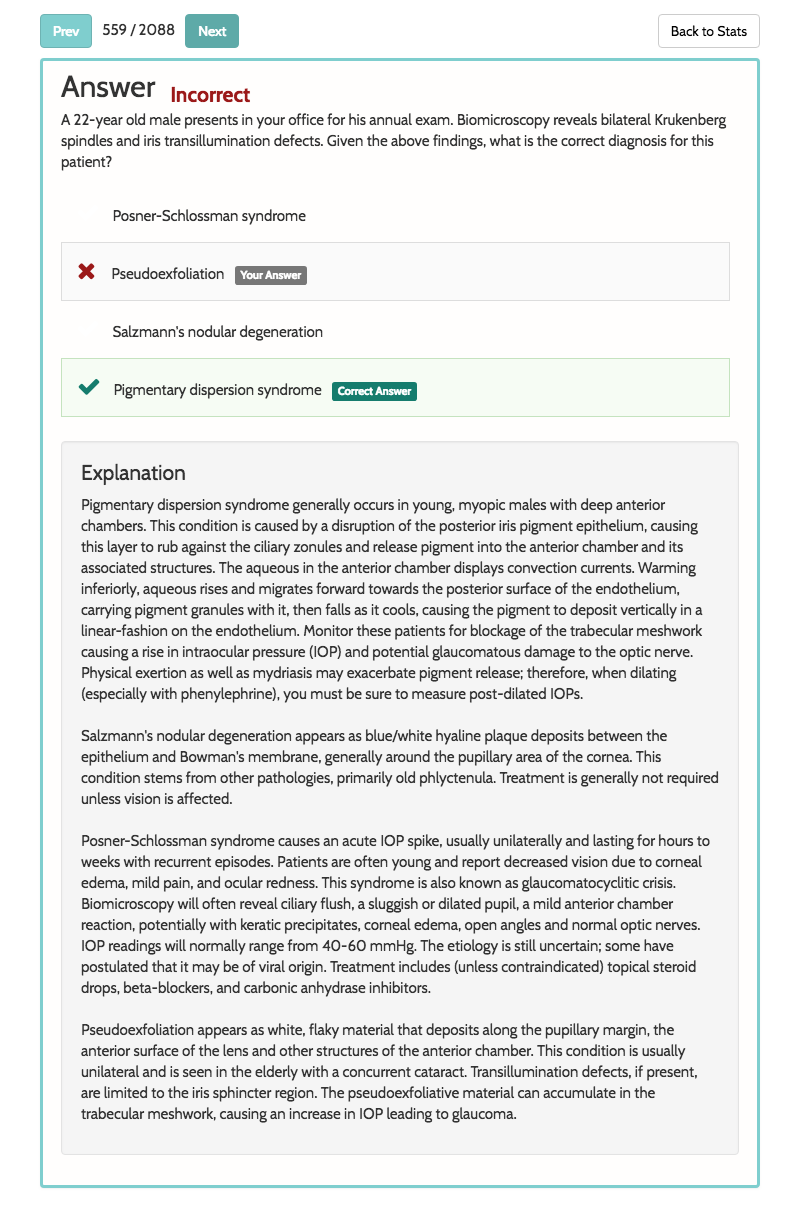 Prev 559 / 2088 Next Back to Stats
Answer Incorrect
A 22-year old male presents in your office for his annual exam. Biomicroscopy reveals bilateral Krukenberg
spindles and iris transillumination defects. Given the above findings, what is the correct diagnosis for this
patient?
Posner-Schlossman syndrome
Pseudoexfoliation Your Answer
Salzmann's nodular degeneration
Pigmentary dispersion syndrome Correct Answer
Explanation
Pigmentary dispersion syndrome generally occurs in young, myopic males with deep anterior
chambers. This condition is caused by a disruption of the posterior iris pigment epithelium, causing
this layer to rub against the ciliary zonules and release pigment into the anterior chamber and its
associated structures. The aqueous in the anterior chamber displays convection currents. Warming
inferiorly, aqueous rises and migrates forward towards the posterior surface of the endothelium,
carrying pigment granules with it, then falls as it cools, causing the pigment to deposit vertically in a
linear-fashion on the endothelium. Monitor these patients for blockage of the trabecular meshwork
causing a rise in intraocular pressure (IOP) and potential glaucomatous damage to the optic nerve.
Physical exertion as well as mydriasis may exacerbate pigment release; therefore, when dilating
(especially with phenylephrine), you must be sure to measure post-dilated IOPs.
Salzmann's nodular degeneration appears as blue/white hyaline plaque deposits between the
epithelium and Bowman's membrane, generally around the pupillary area of the cornea. This
condition stems from other pathologies, primarily old phlyctenula. Treatment is generally not required
unless vision is affected.
Posner-Schlossman syndrome causes an acute IOP spike, usually unilaterally and lasting for hours to
weeks with recurrent episodes. Patients are often young and report decreased vision due to corneal
edema, mild pain, and ocular redness. This syndrome is also known as glaucomatocyclitic crisis.
Biomicroscopy will often reveal ciliary flush, a sluggish or dilated pupil, a mild anterior chamber
reaction, potentially with keratic precipitates, corneal edema, open angles and normal optic nerves.
IOP readings will normally range from 40-60 mmHg. The etiology is still uncertain; some have
postulated that it may be of viral origin. Treatment includes (unless contraindicated) topical steroid
drops, beta-blockers, and carbonic anhydrase inhibitors.
Pseudoexfoliation appears as white, flaky material that deposits along the pupillary margin, the
anterior surface of the lens and other structures of the anterior chamber. This condition is usually
unilateral and is seen in the elderly with a concurrent cataract. Transillumination defects, if present,
are limited to the iris sphincter region. The pseudoexfoliative material can accumulate in the
trabecular meshwork, causing an increase in IOP leading to glaucoma.